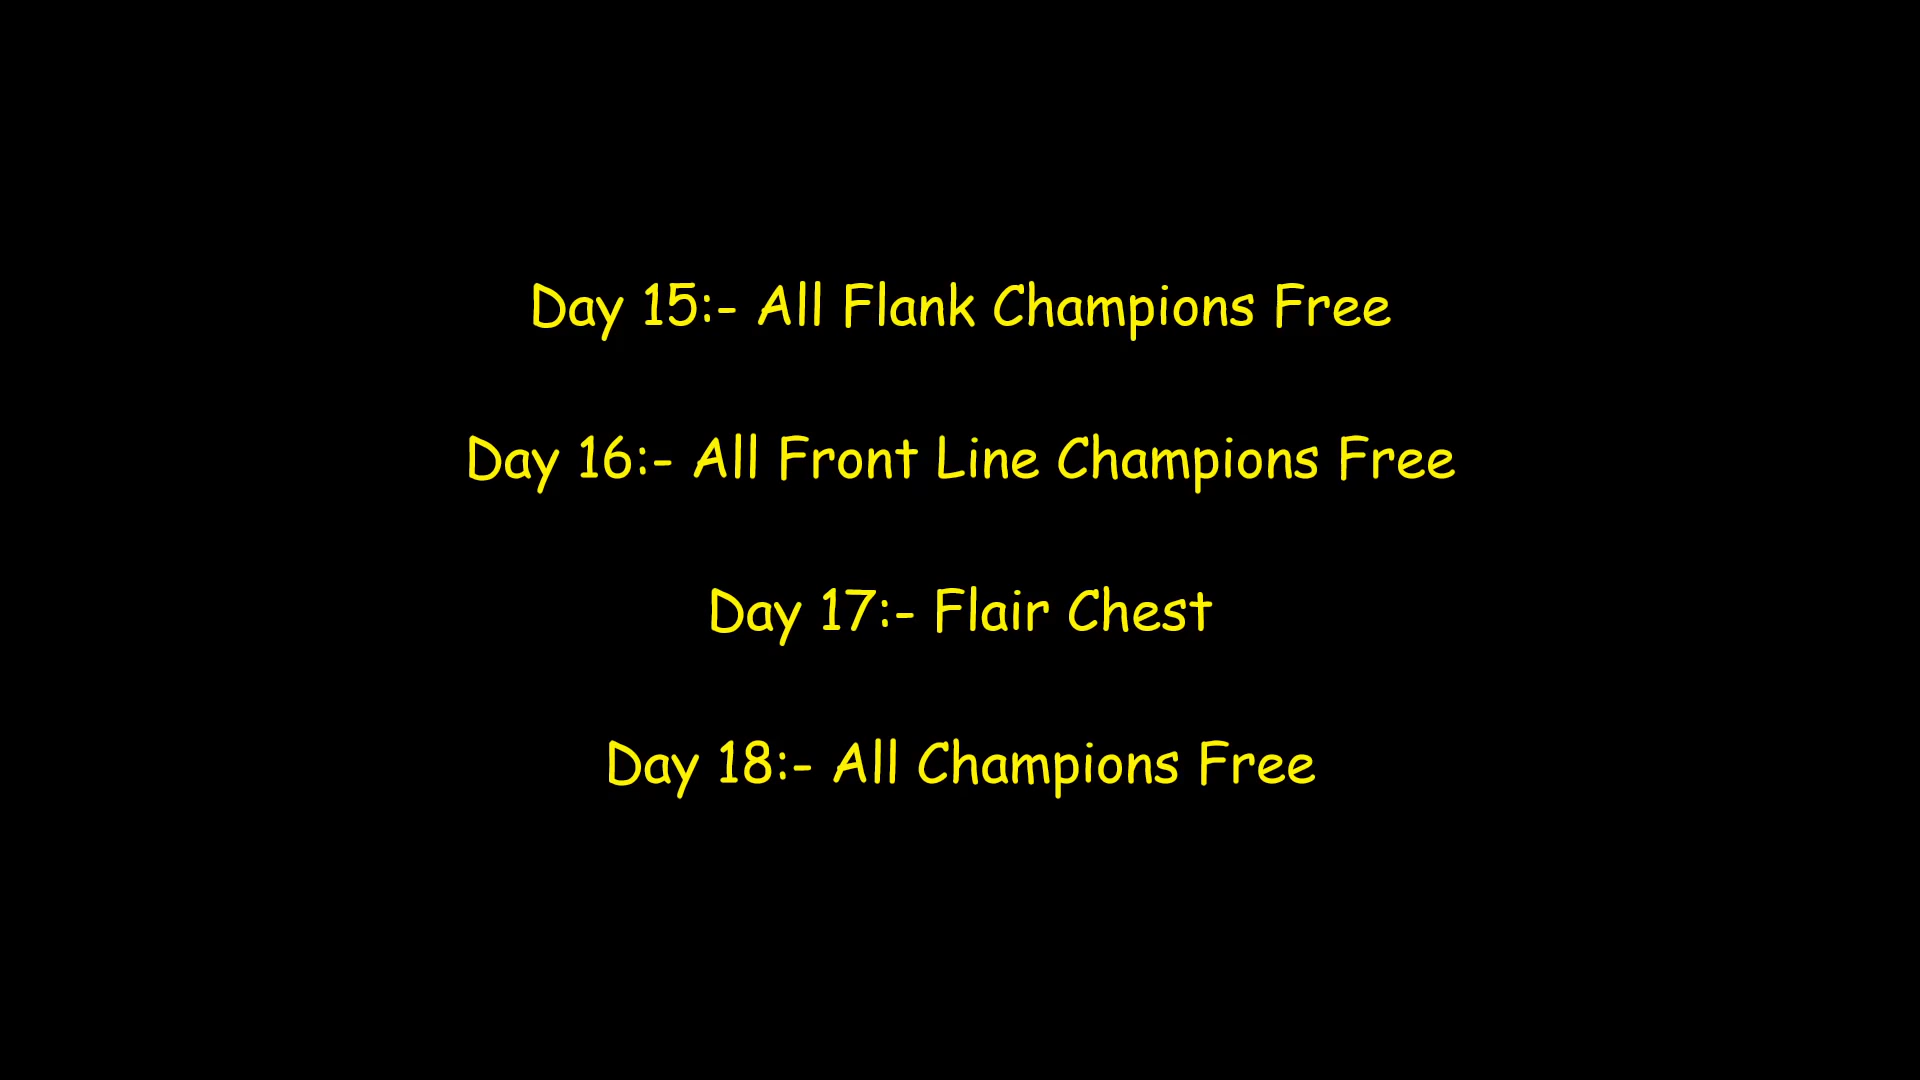 Day 15:- All Flank Champions Free
Day 16:- All Front Line Champions Free
Day 17:- Flair Chest
Day 18:- All Champions Free